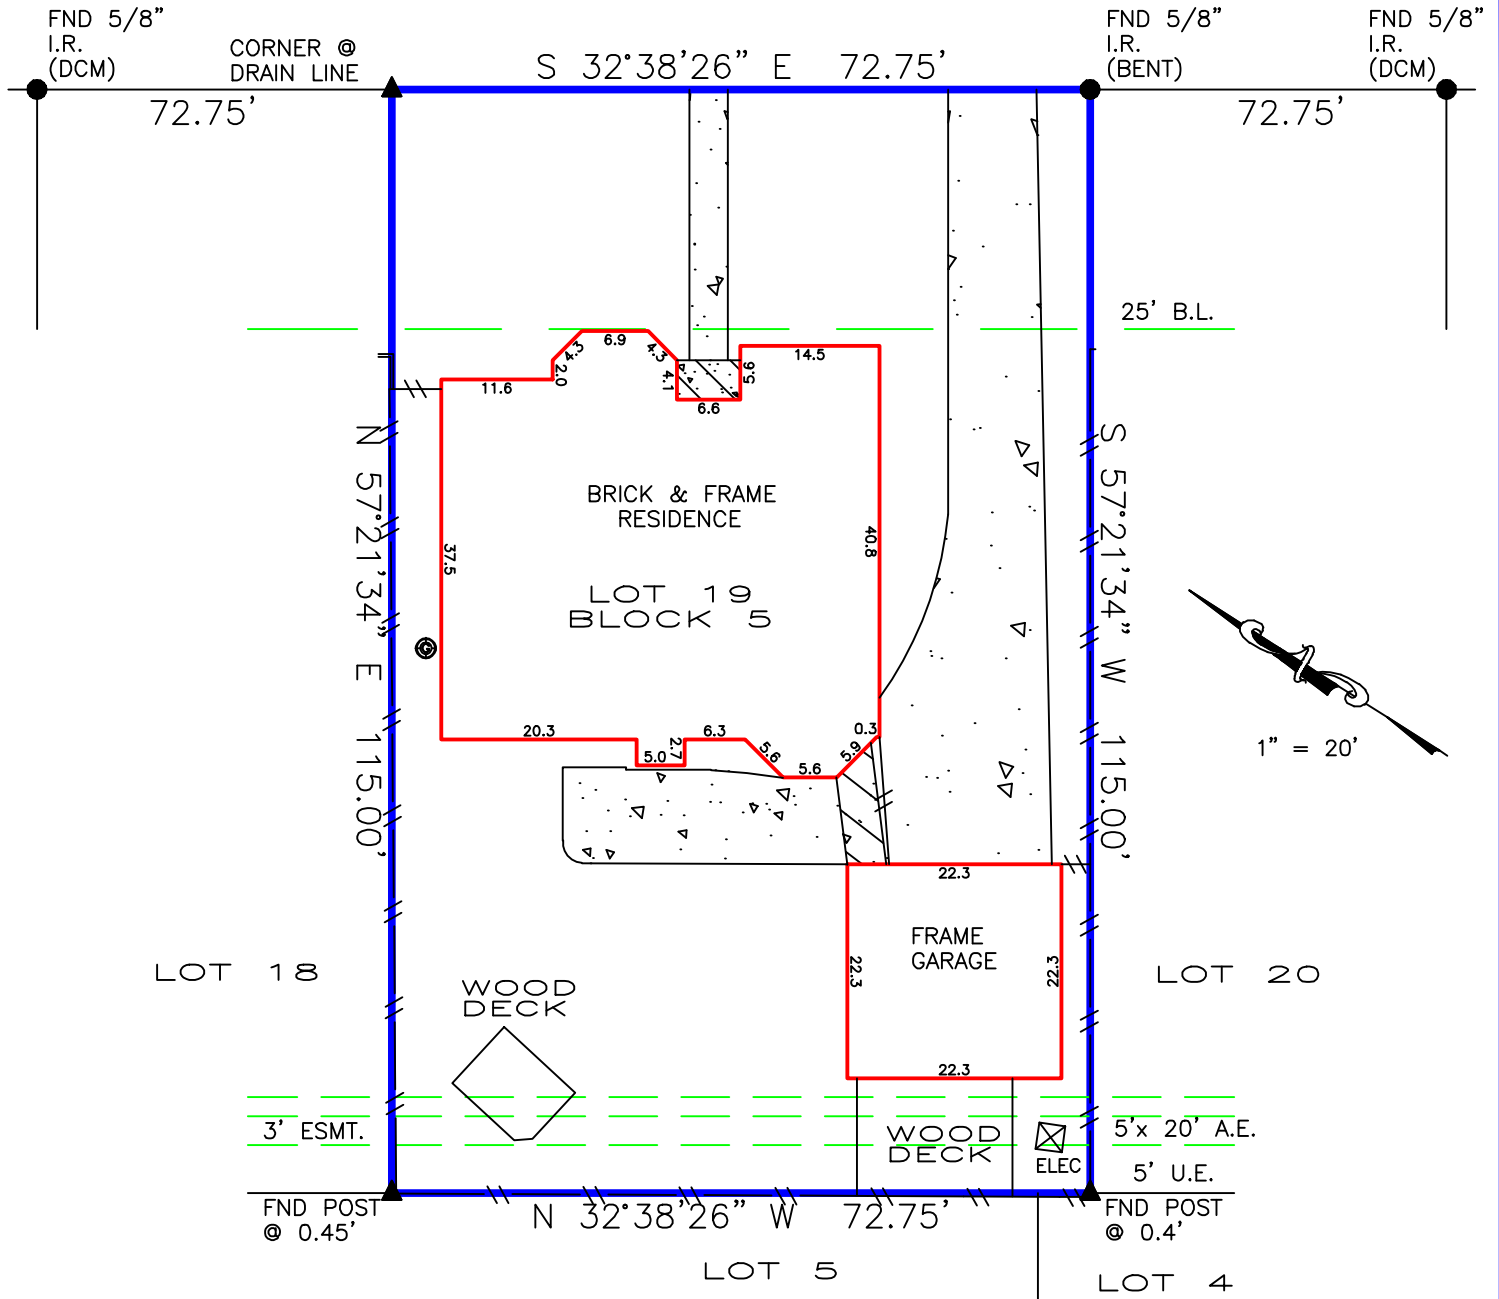 FND 5/8”
I.R.
(DCM)
CORNER @
DRAIN LINE
S 32°38'26” E 72.75'
FND 5/8”
I.R.
(BENT)
FND 5/8”
I.R.
(DCM)
72.75'
72.75'
25' B.L.
4.3
6.9
4.3
14.5
2.0
11.6
4.1
5.6
6.6
N 57°21'34” E 115.00'
S 57°21'34” W 115.00'
BRICK & FRAME
RESIDENCE
37.5
40.8
LOT 19
BLOCK 5
G
1” = 20'
20.3
5.0
2.7
6.3
5.6
5.6
5.9
0.3
22.3
FRAME
GARAGE
22.3
22.3
22.3
LOT 18
LOT 20
WOOD
DECK
3' ESMT.
WOOD
DECK
ELEC
5'x 20' A.E.
5' U.E.
FND POST
@ 0.45'
N 32°38'26” W 72.75'
FND POST
@ 0.4'
LOT 5
LOT 4